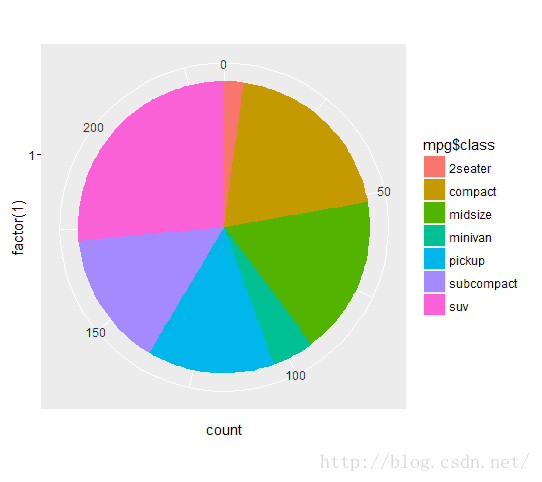 0
50
100
150
200
1
factor(1)
count
mpg$class
2seater
compact
midsize
minivan
pickup
subcompact
suv
http://blog.csdn.net/